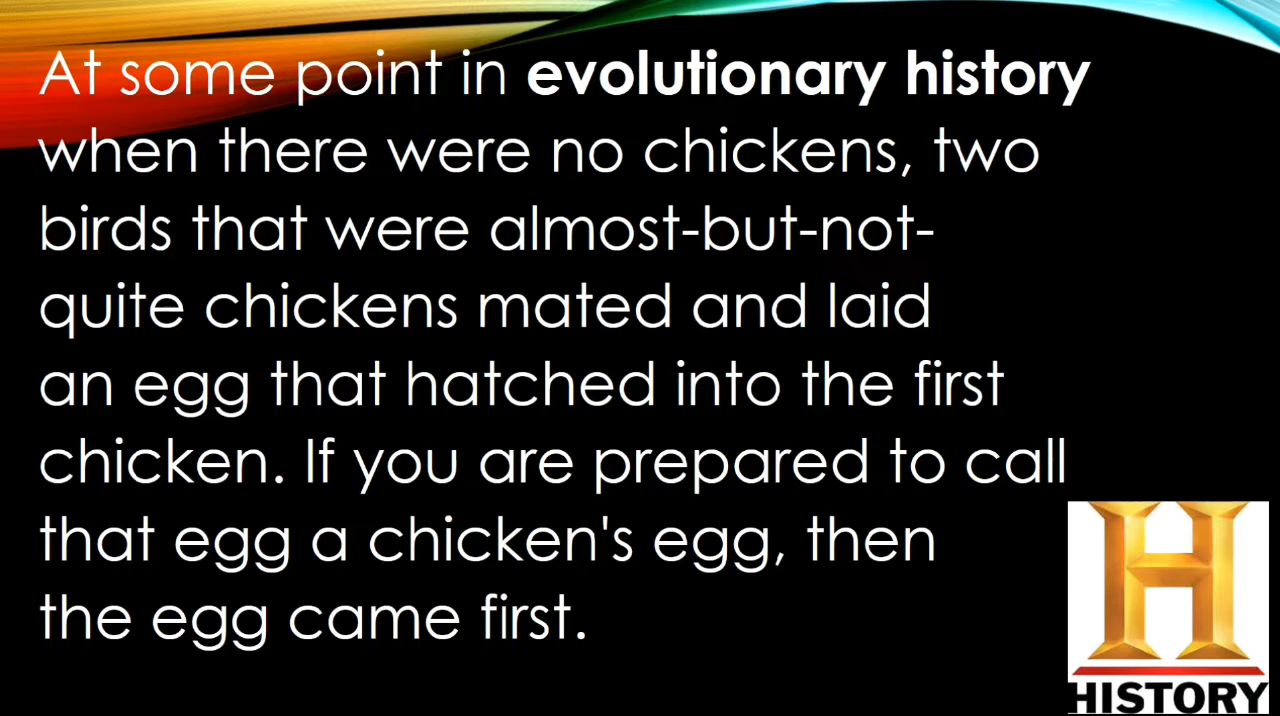 At some point in evolutionary history
when there were no chickens, two
birds that were almost-but-not-
quite chickens mated and laid
an egg that hatched into the first
chicken. If you are prepared to call
that egg a chicken's egg, then
the egg came first.
H
HISTORY